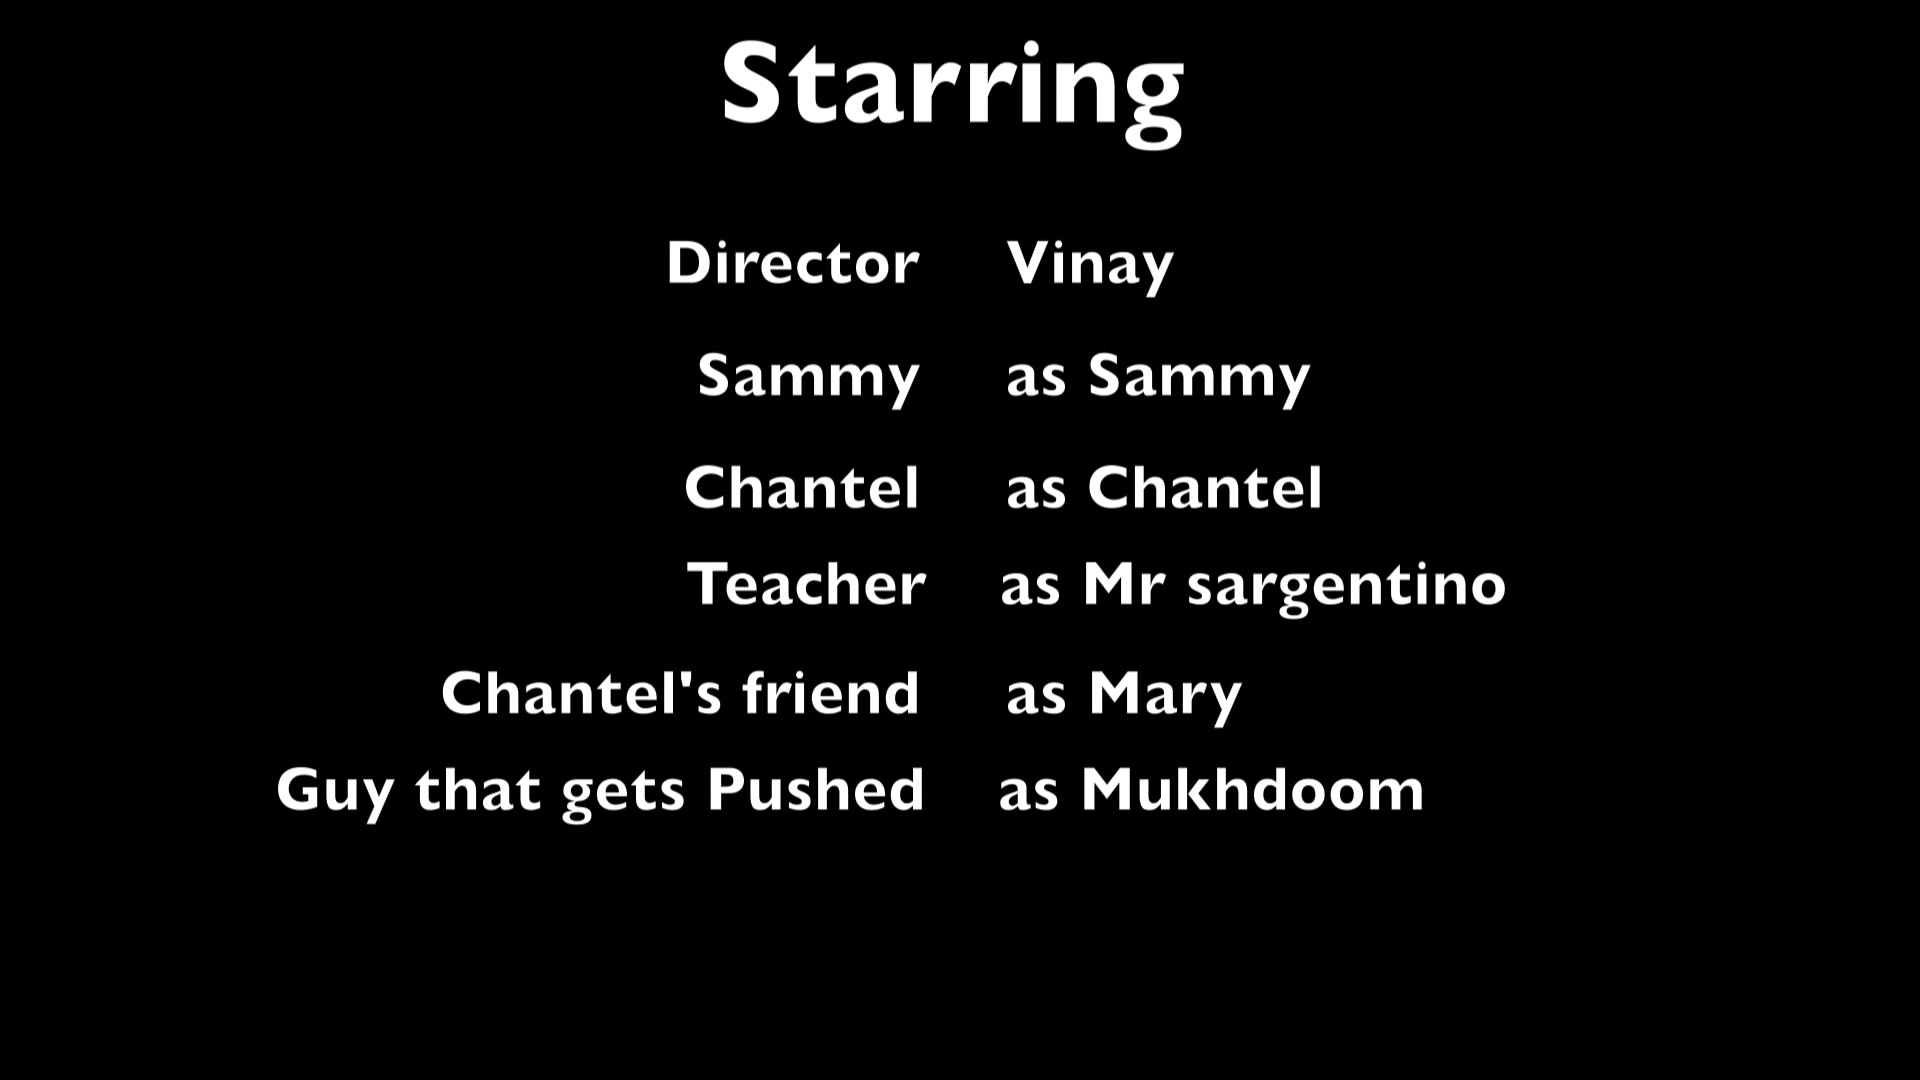 Starring
Director Vinay
Sammy as Sammy
Chantel as Chantel
Teacher as Mr sargentino
Chantel's friend as Mary
Guy that gets Pushed as Mukhdoom